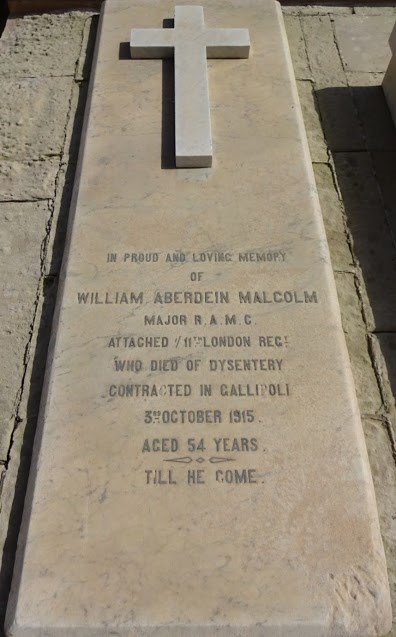 IN PROUD AND LOVING MEMORY
OF
WILLIAM ABERDEIN MALCOLM
MAJOR R.A.M.C.
ATTACHED 1/11TH LONDON REGT
WHO DIED OF DYSENTERY
CONTRACTED IN GALLIPOLI
3RD OCTOBER 1915.
AGED 54 YEARS.
TILL HE COME.